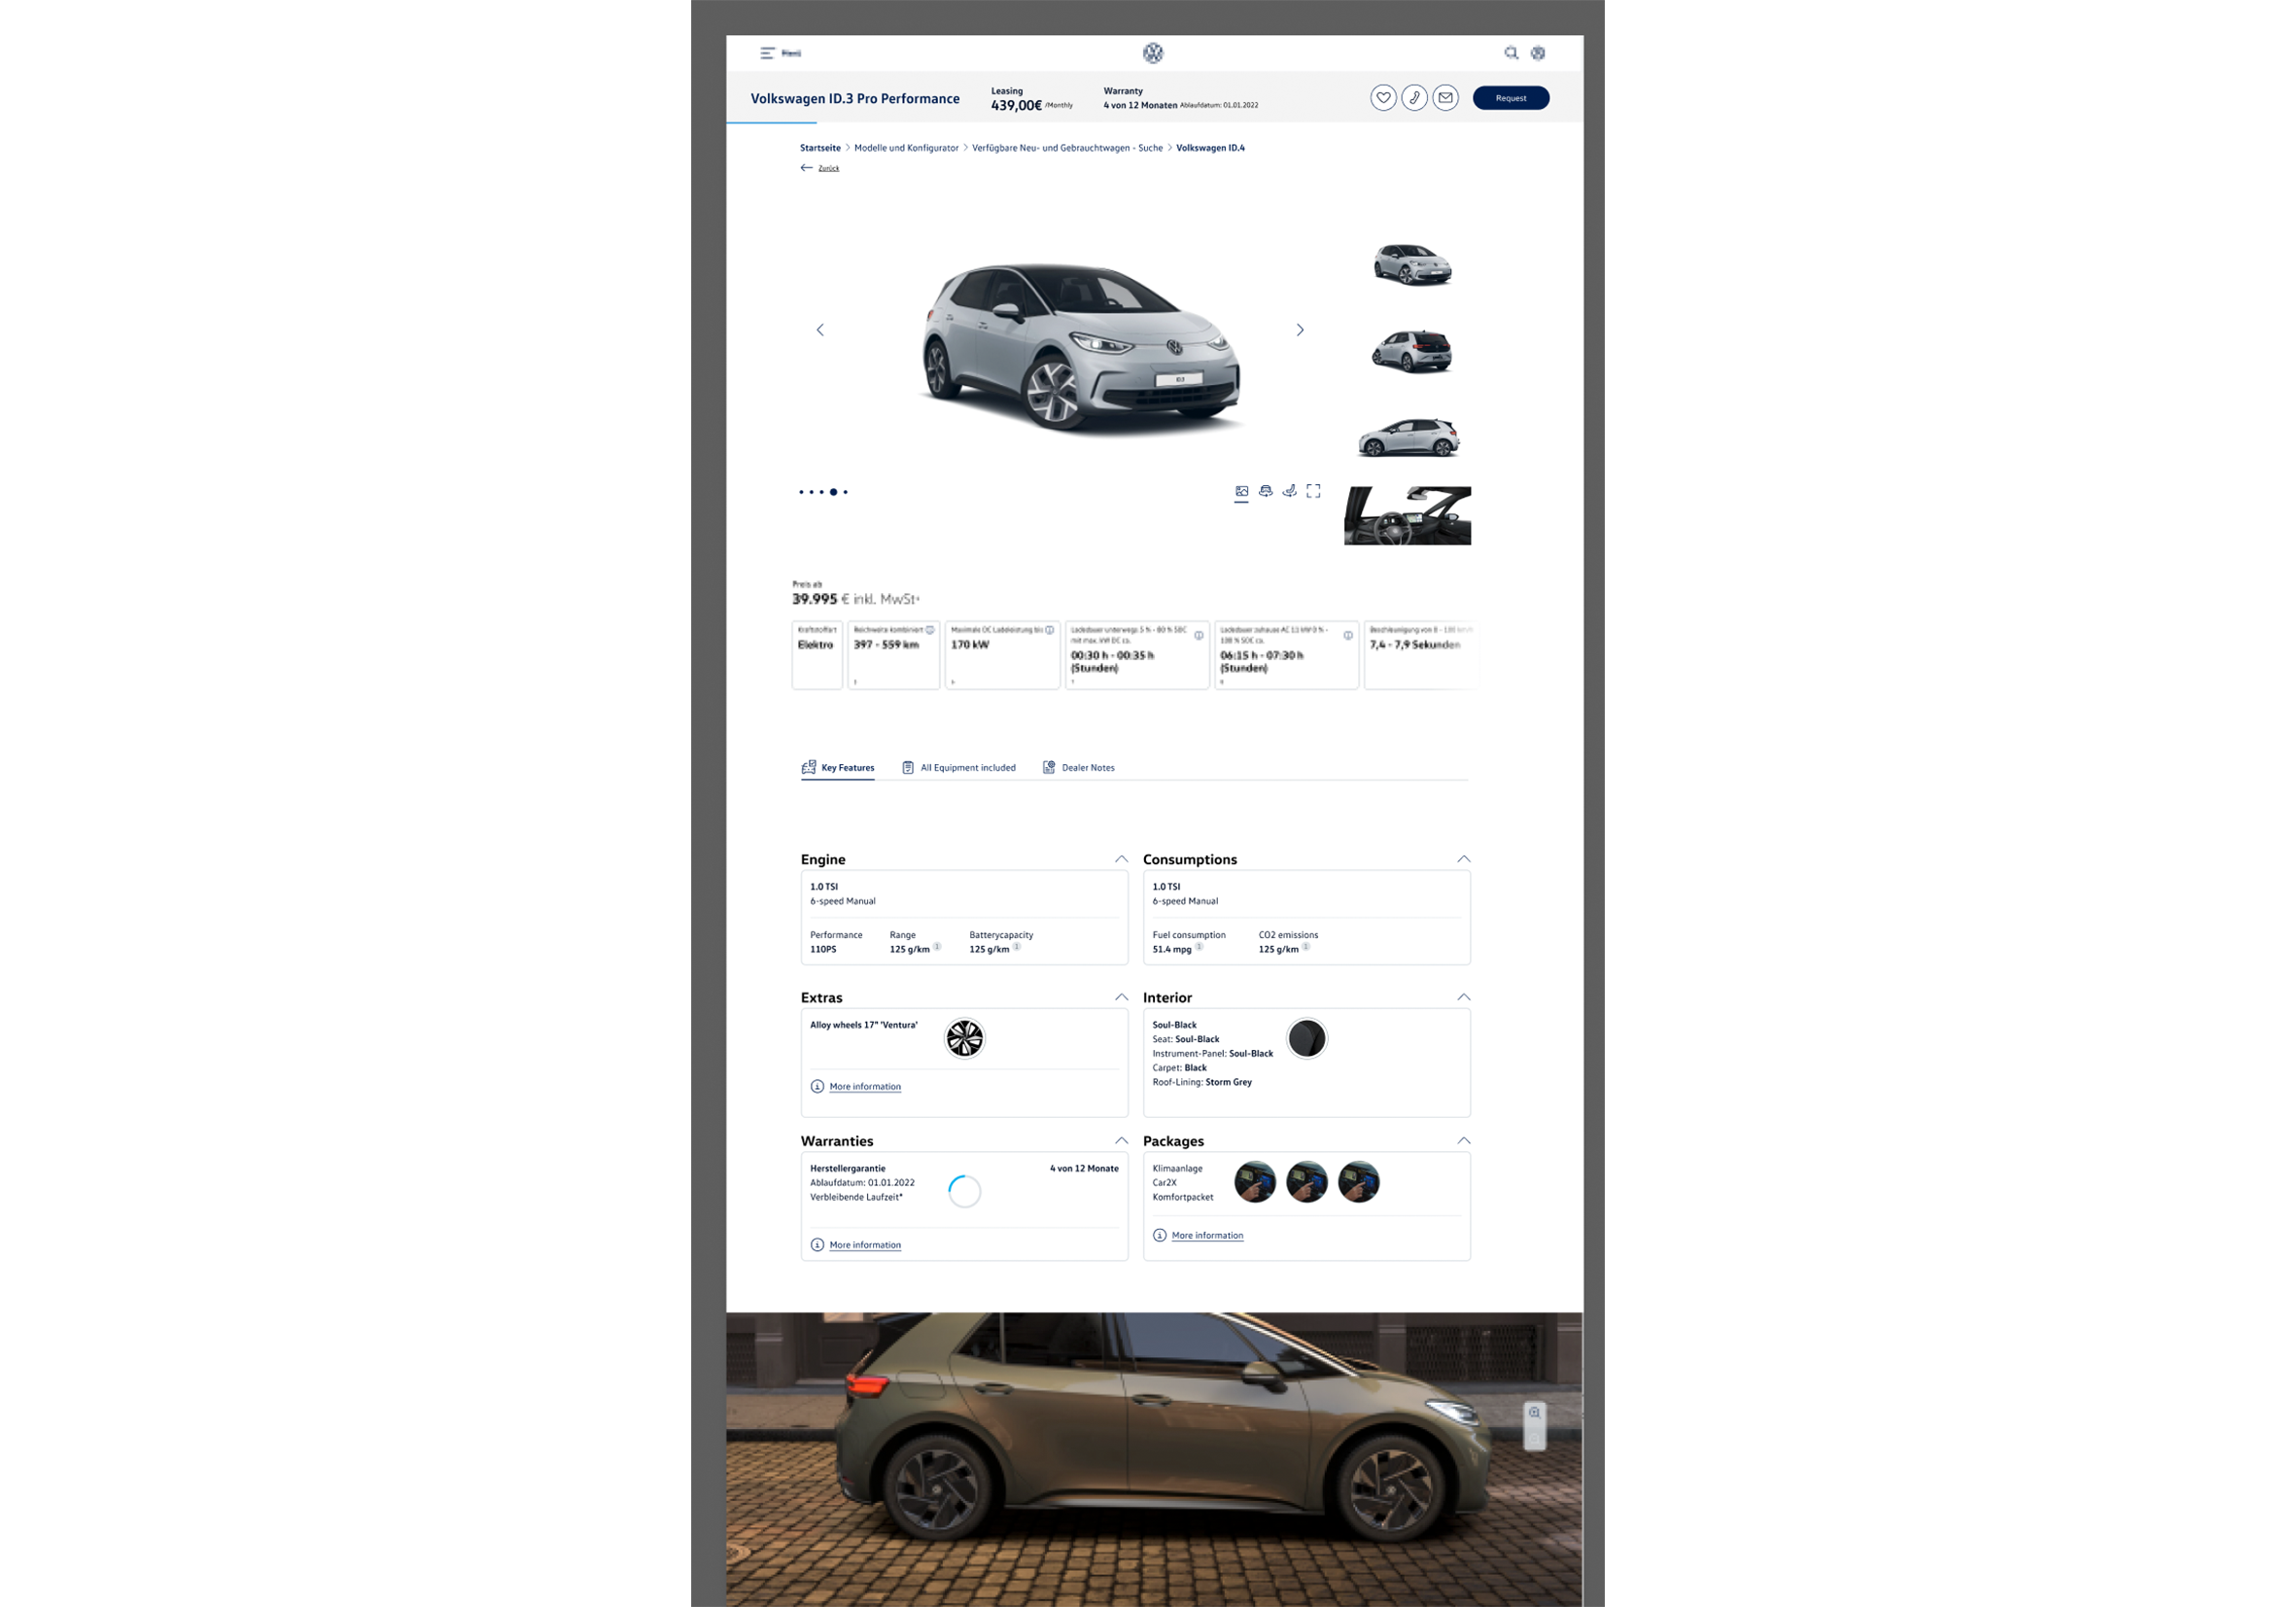 Menü
Volkswagen ID.3 Pro Performance
Leasing
439,00€ /Monthly
Warranty
4 von 12 Monaten Ablaufdatum: 01.01.2022
Request
Startseite > Modelle und Konfigurator > Verfügbare Neu- und Gebrauchtwagen - Suche > Volkswagen ID.4
Zurück
ID.3
Preis ab
39.995 € inkl. MwSt
Kraftstoffart
Elektro
Reichweite kombiniert
397 - 559 km
Maximale DC Ladeleistung bis
170 kW
Ladedauer unterwegs 5 % - 80 % SOC
mit max. kW DC ca.
00:30 h - 00:35 h
(Stunden)
Ladedauer zuhause AC 11 kW 0 % -
100 % SOC ca.
06:15 h - 07:30 h
(Stunden)
Beschleunigung von 0 - 100 km/h
7,4 - 7,9 Sekunden
Key Features
All Equipment included
Dealer Notes
Engine
1.0 TSI
6-speed Manual
Performance
110PS
Range
125 g/km
Batterycapacity
125 g/km
Consumptions
1.0 TSI
6-speed Manual
Fuel consumption
51.4 mpg
CO2 emissions
125 g/km
Extras
Alloy wheels 17" 'Ventura'
More information
Interior
Soul-Black
Seat: Soul-Black
Instrument-Panel: Soul-Black
Carpet: Black
Roof-Lining: Storm Grey
Warranties
Herstellergarantie
4 von 12 Monate
Ablaufdatum: 01.01.2022
Verbleibende Laufzeit*
More information
Packages
Klimaanlage
Car2X
Komfortpacket
More information